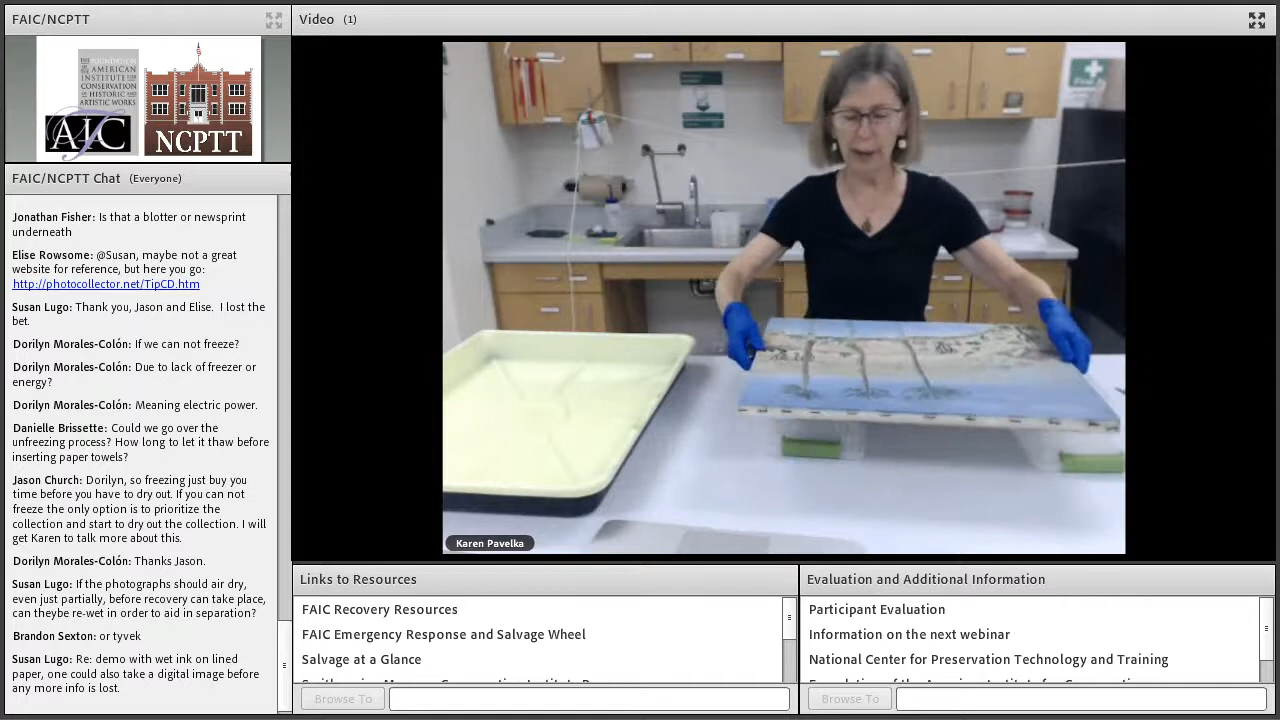 FAIC/NCPTT
Video (1)
THE FOUNDATION
OF THE AMERICAN
INSTITUTE FOR
CONSERVATION
OF HISTORIC AND
ARTISTIC WORKS
AIC
NCPTT
FAIC/NCPTT Chat (Everyone)
Jonathan Fisher: Is that a blotter or newsprint
underneath
Elise Rowsome: @Susan, maybe not a great
website for reference, but here you go:
http://photocollector.net/TipCD.htm
Susan Lugo: Thank you, Jason and Elise. I lost the
bet.
Dorilyn Morales-Colón: If we can not freeze?
Dorilyn Morales-Colón: Due to lack of freezer or
energy?
Dorilyn Morales-Colón: Meaning electric power.
Danielle Brissette: Could we go over the
unfreezing process? How long to let it thaw before
inserting paper towels?
Jason Church: Dorilyn, so freezing just buy you
time before you have to dry out. If you can not
freeze the only option is to prioritize the
collection and start to dry out the collection. I will
get Karen to talk more about this.
Dorilyn Morales-Colón: Thanks Jason.
Susan Lugo: If the photographs should air dry,
even just partially, before recovery can take place,
can theybe re-wet in order to aid in separation?
Brandon Sexton: or tyvek
Susan Lugo: Re: demo with wet ink on lined
paper, one could also take a digital image before
any more info is lost.
Karen Pavelka
Links to Resources
FAIC Recovery Resources
FAIC Emergency Response and Salvage Wheel
Salvage at a Glance
Browse To
Evaluation and Additional Information
Participant Evaluation
Information on the next webinar
National Center for Preservation Technology and Training
Browse To